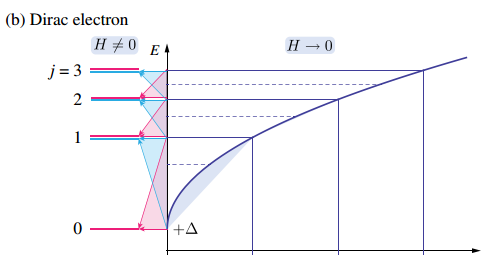 (b) Dirac electron
H ≠ 0 E H → 0
j = 3
2
1
0 +Δ